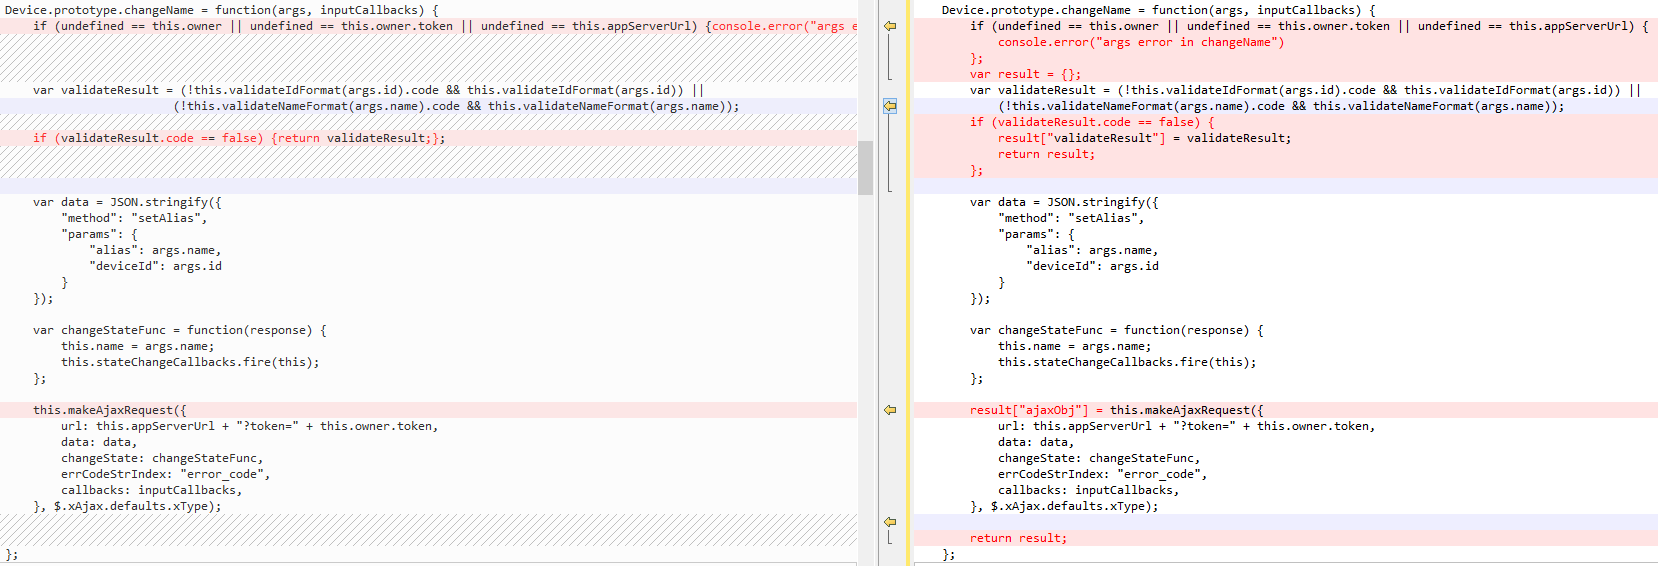 Device.prototype.changeName = function(args, inputCallbacks) {
    if (undefined == this.owner || undefined == this.owner.token || undefined == this.appServerUrl) {console.error("args e
    var validateResult = (!this.validateIdFormat(args.id).code && this.validateIdFormat(args.id)) ||
                        (!this.validateNameFormat(args.name).code && this.validateNameFormat(args.name));
    if (validateResult.code == false) {return validateResult;};
    var data = JSON.stringify({
        "method": "setAlias",
        "params": {
            "alias": args.name,
            "deviceId": args.id
        }
    });
    var changeStateFunc = function(response) {
        this.name = args.name;
        this.stateChangeCallbacks.fire(this);
    };
    this.makeAjaxRequest({
        url: this.appServerUrl + "?token=" + this.owner.token,
        data: data,
        changeState: changeStateFunc,
        errCodeStrIndex: "error_code",
        callbacks: inputCallbacks,
    }, $.xAjax.defaults.xType);
};
Device.prototype.changeName = function(args, inputCallbacks) {
    if (undefined == this.owner || undefined == this.owner.token || undefined == this.appServerUrl) {
        console.error("args error in changeName")
    };
    var result = {};
    var validateResult = (!this.validateIdFormat(args.id).code && this.validateIdFormat(args.id)) ||
        (!this.validateNameFormat(args.name).code && this.validateNameFormat(args.name));
    if (validateResult.code == false) {
        result["validateResult"] = validateResult;
        return result;
    };
    var data = JSON.stringify({
        "method": "setAlias",
        "params": {
            "alias": args.name,
            "deviceId": args.id
        }
    });
    var changeStateFunc = function(response) {
        this.name = args.name;
        this.stateChangeCallbacks.fire(this);
    };
    result["ajaxObj"] = this.makeAjaxRequest({
        url: this.appServerUrl + "?token=" + this.owner.token,
        data: data,
        changeState: changeStateFunc,
        errCodeStrIndex: "error_code",
        callbacks: inputCallbacks,
    }, $.xAjax.defaults.xType);
    return result;
};